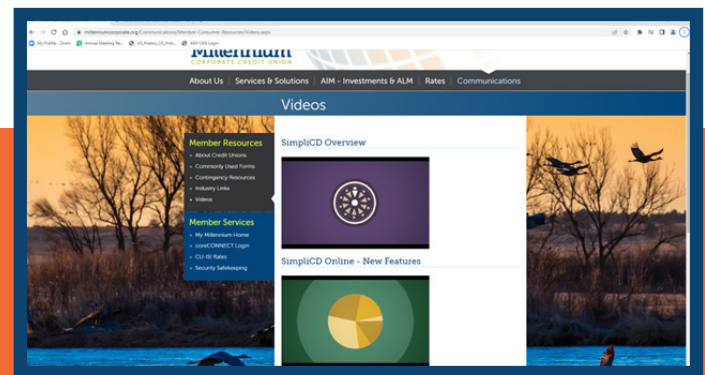 millenniumcorporate.org/Communications/Member-Consumer-Resources/Videos.aspx
My Profile - Zoom
Annual Meeting Re...
AIM CMS Login
Millennium
CORPORATE CREDIT UNION
About Us
Services & Solutions
AIM - Investments & ALM
Rates
Communications
Videos
Member Resources
About Credit Unions
Commonly Used Forms
Contingency Resources
Industry Links
Videos
Member Services
My Millennium Home
coreCONNECT Login
CU-ISI Rates
Security Safekeeping
SimpliCD Overview
SimpliCD Online - New Features